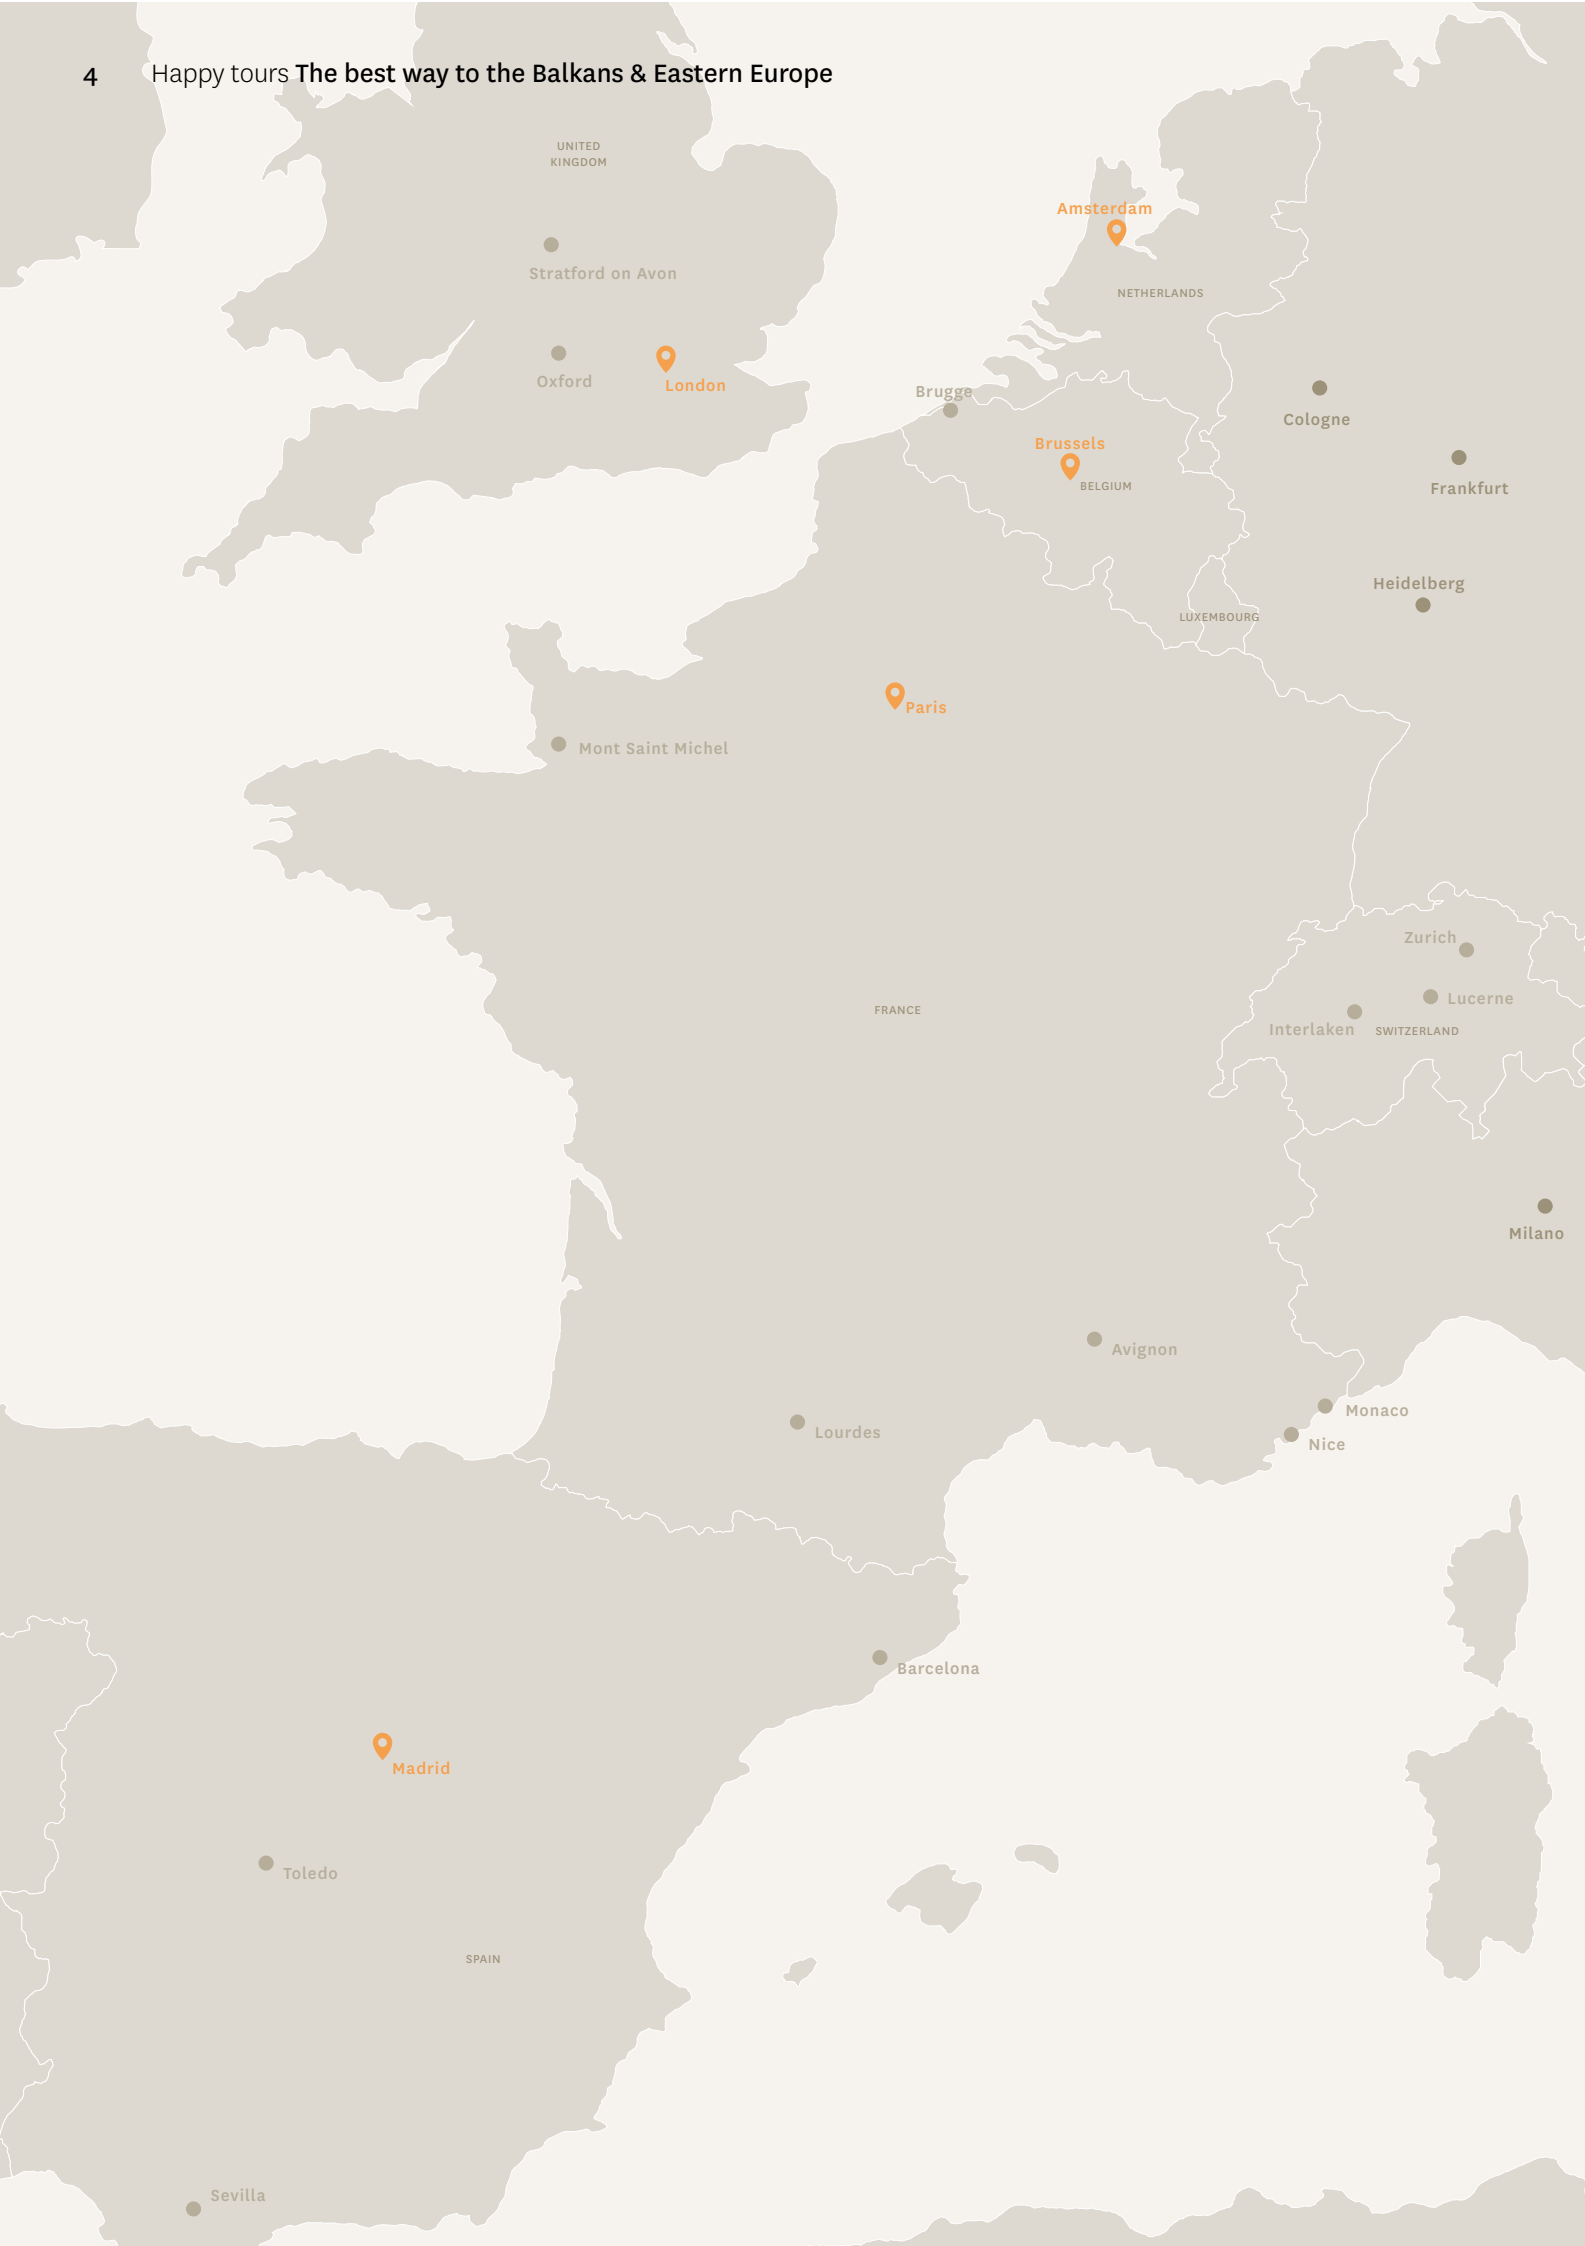 4 Happy tours The best way to the Balkans & Eastern Europe
UNITED
KINGDOM
Amsterdam
Stratford on Avon
NETHERLANDS
Oxford
London
Brugge
Cologne
Brussels
BELGIUM
Frankfurt
Heidelberg
LUXEMBOURG
Paris
Mont Saint Michel
Zurich
Lucerne
FRANCE
Interlaken
SWITZERLAND
Milano
Avignon
Monaco
Lourdes
Nice
Barcelona
Madrid
Toledo
SPAIN
Sevilla